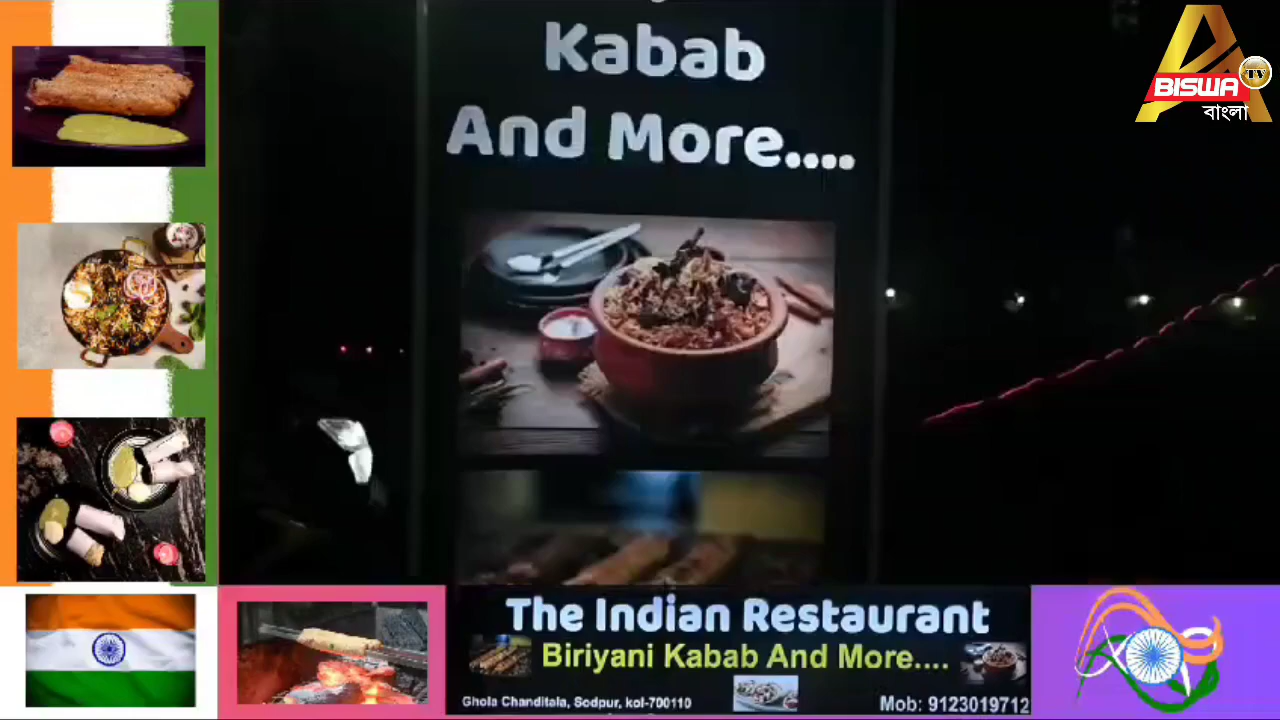 Kabab
And More....
A
BISWA
TV
বাংলা
The Indian Restaurant
Biriyani Kabab And More....
Ghola Chanditala, Sodpur, kol-700110
Mob: 9123019712